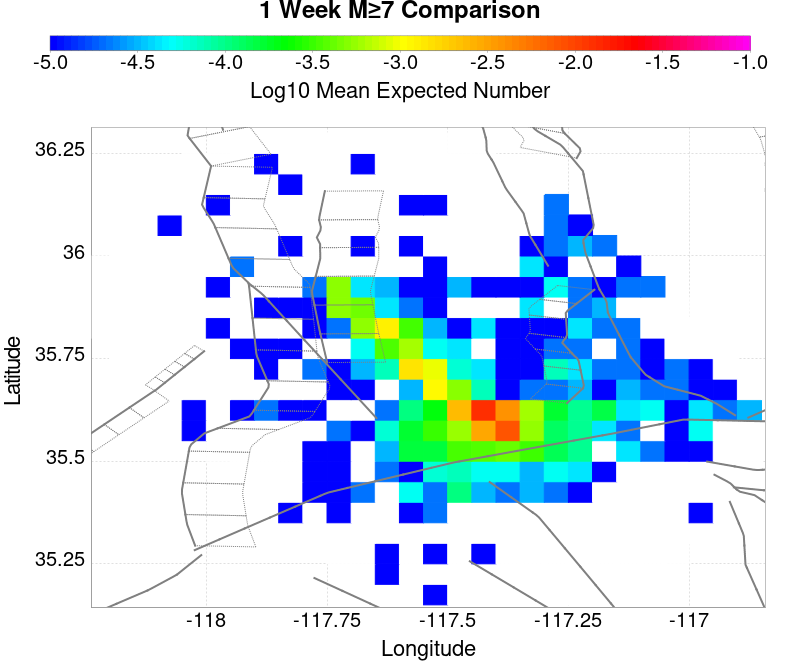 1 Week M≥7 Comparison
-5.0 -4.5 -4.0 -3.5 -3.0 -2.5 -2.0 -1.5 -1.0
Log10 Mean Expected Number
36.25
36
35.75
35.5
35.25
Latitude
-118 -117.75 -117.5 -117.25 -117
Longitude